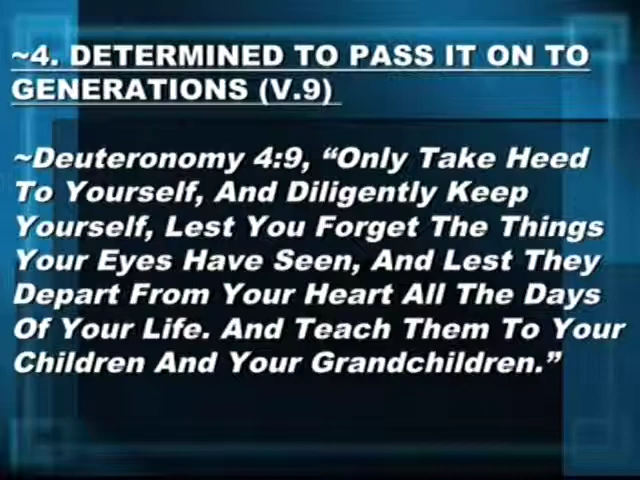 ~4. DETERMINED TO PASS IT ON TO
GENERATIONS (V.9)
~Deuteronomy 4:9, “Only Take Heed
To Yourself, And Diligently Keep
Yourself, Lest You Forget The Things
Your Eyes Have Seen, And Lest They
Depart From Your Heart All The Days
Of Your Life. And Teach Them To Your
Children And Your Grandchildren.”